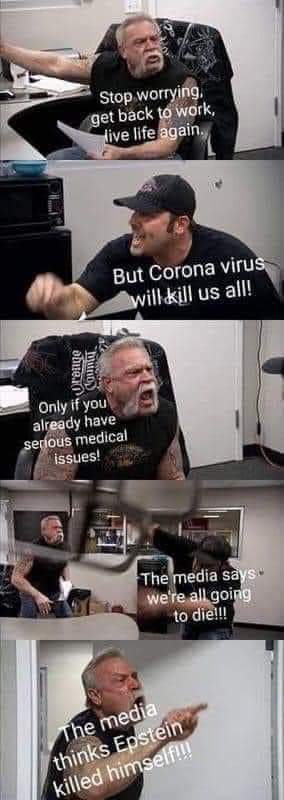 Stop worrying,
get back to work,
live life again.
But Corona virus
will kill us all!
Orange
County
Only if you
already have
serious medical
issues!
The media says
we're all going
to die!!!
The media
thinks Epstein
killed himself!!!